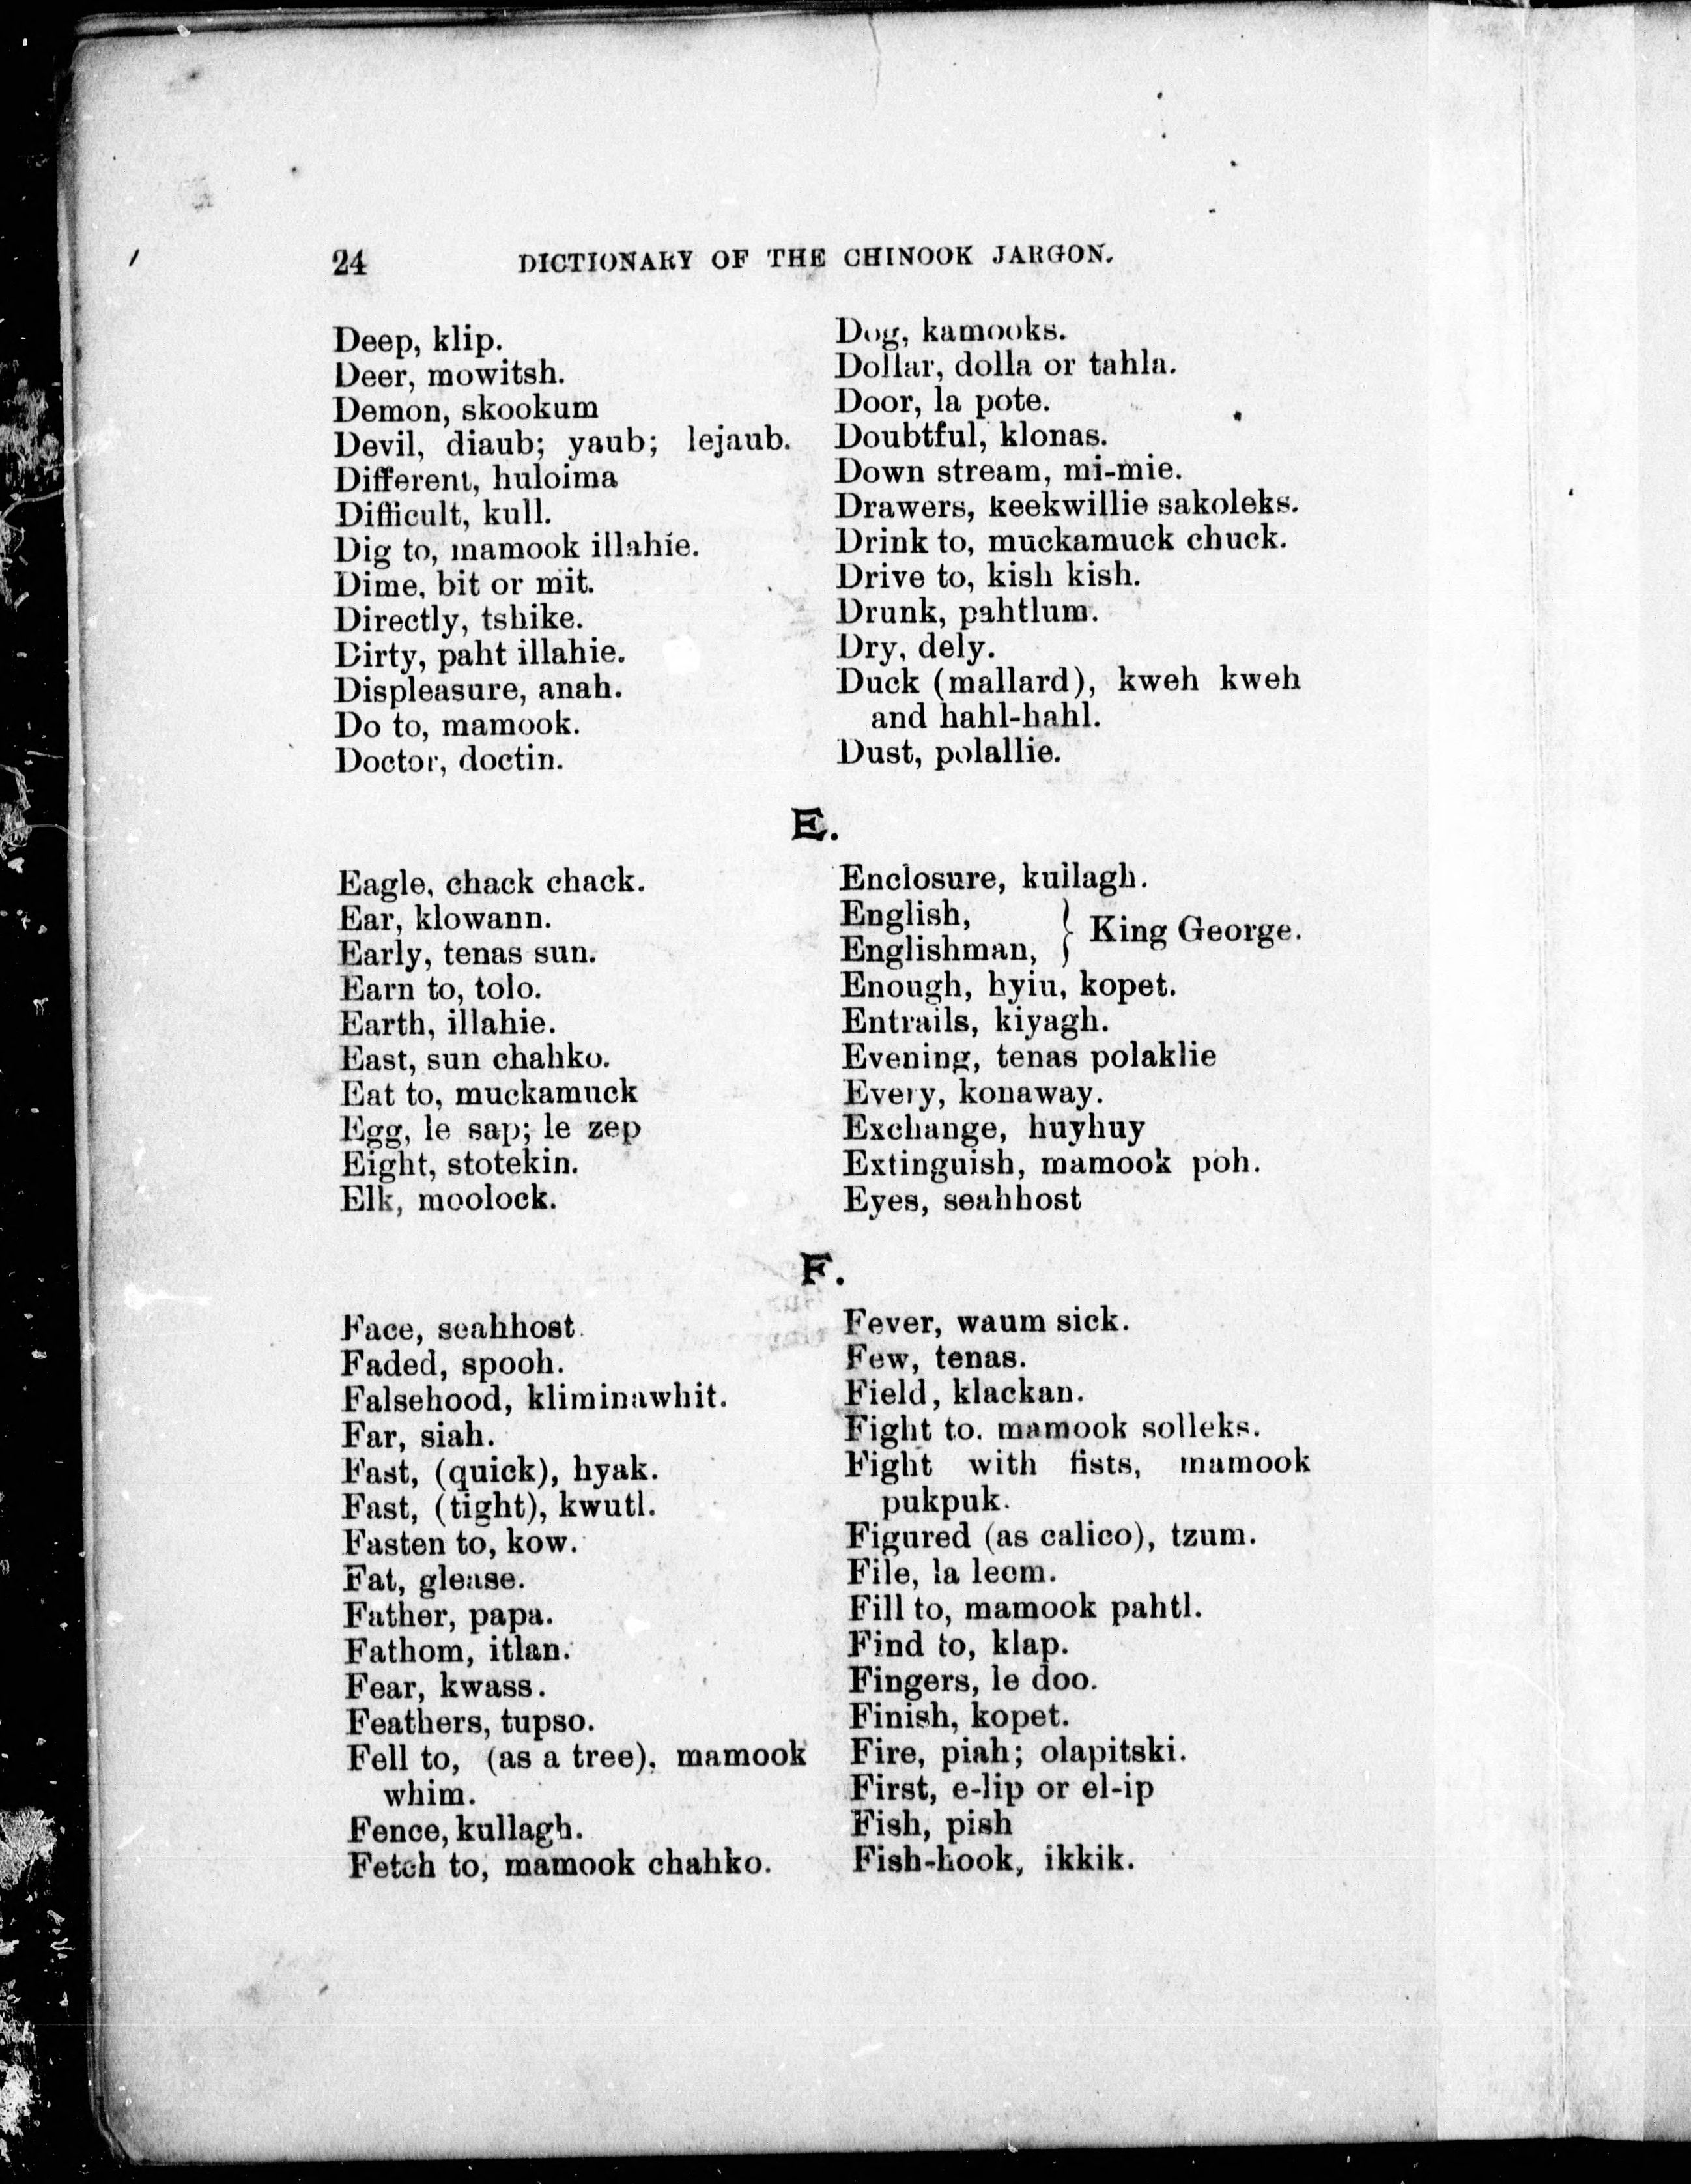 24 DICTIONARY OF THE CHINOOK JARGON.
Deep, klip.
Deer, mowitsh.
Demon, skookum
Devil, diaub; yaub; lejaub.
Different, huloima
Difficult, kull.
Dig to, mamook illahie.
Dime, bit or mit.
Directly, tshike.
Dirty, paht illahie.
Displeasure, anah.
Do to, mamook.
Doctor, doctin.
Dog, kamooks.
Dollar, dolla or tahla.
Door, la pote.
Doubtful, klonas.
Down stream, mi-mie.
Drawers, keekwillie sakoleks.
Drink to, muckamuck chuck.
Drive to, kish kish.
Drunk, pahtlum.
Dry, dely.
Duck (mallard), kweh kweh
and hahl-hahl.
Dust, polallie.
E.
Eagle, chack chack.
Ear, klowann.
Early, tenas sun.
Earn to, tolo.
Earth, illahie.
East, sun chahko.
Eat to, muckamuck
Egg, le sap; le zep
Eight, stotekin.
Elk, moolock.
Enclosure, kullagh.
English,
Englishman, } King George.
Enough, hyiu, kopet.
Entrails, kiyagh.
Evening, tenas polaklie
Every, konaway.
Exchange, huyhuy
Extinguish, mamook poh.
Eyes, seahhost
F.
Face, seahhost.
Faded, spooh.
Falsehood, kliminawhit.
Far, siah.
Fast, (quick), hyak.
Fast, (tight), kwutl.
Fasten to, kow.
Fat, glease.
Father, papa.
Fathom, itlan.
Fear, kwass.
Feathers, tupso.
Fell to, (as a tree), mamook
whim.
Fence, kullagh.
Fetch to, mamook chahko.
Fever, waum sick.
Few, tenas.
Field, klackan.
Fight to. mamook solleks.
Fight with fists, mamook
pukpuk.
Figured (as calico), tzum.
File, la leom.
Fill to, mamook pahtl.
Find to, klap.
Fingers, le doo.
Finish, kopet.
Fire, piah; olapitski.
First, e-lip or el-ip
Fish, pish
Fish-hook, ikkik.